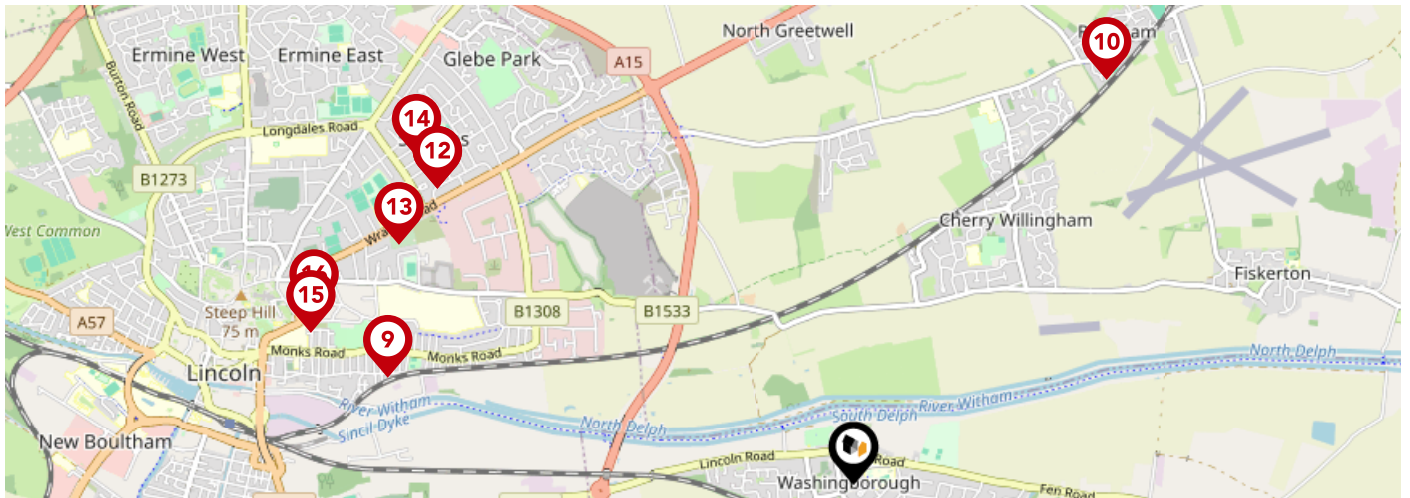 North Greetwell
10
Ermine West
Ermine East
Glebe Park
A15
Burton Road
14
Longdales Road
12
B1273
13
Cherry Willingham
West Common
Fiskerton
15
Steep Hill
75 m
B1308
B1533
A57
9
Monks Road
Monks Road
North Delph
Lincoln
River Witham
Sincil Dyke
River Witham
South Delph
North Delph
New Boultham
Lincoln Road
Road
Washingborough
Fen Road